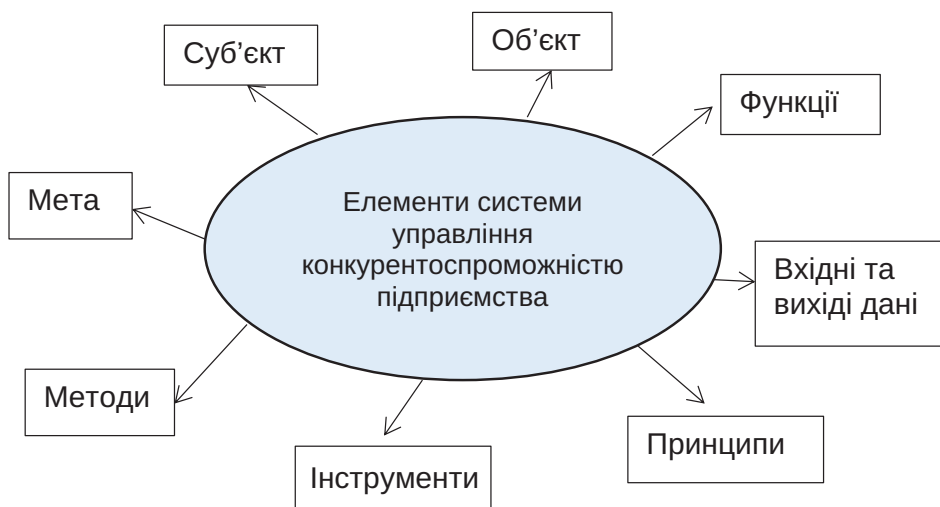 Суб’єкт
Об’єкт
Функції
Мета
Елементи системи
управління
конкурентоспроможністю
підприємства
Вхідні та
вихіді дані
Методи
Інструменти
Принципи